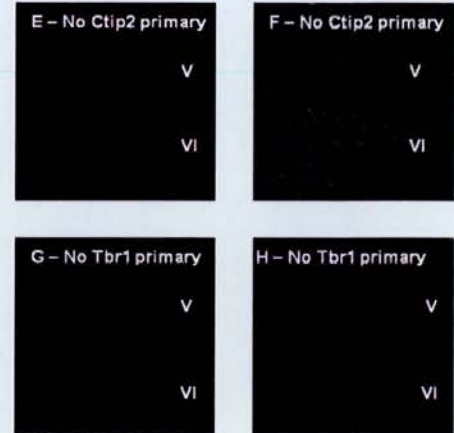 E – No Ctip2 primary
V
VI
F – No Ctip2 primary
V
VI
G – No Tbr1 primary
V
VI
H – No Tbr1 primary
V
VI